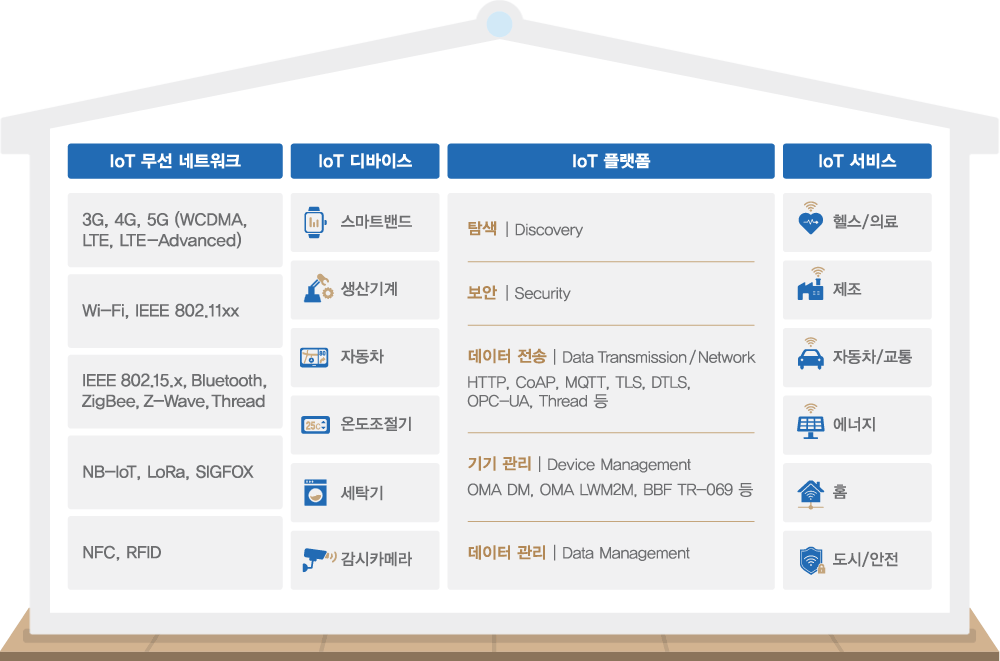 IoT 무선 네트워크
3G, 4G, 5G (WCDMA,
LTE, LTE-Advanced)
Wi-Fi, IEEE 802.11xx
IEEE 802.15.x, Bluetooth,
ZigBee, Z-Wave, Thread
NB-IoT, LoRa, SIGFOX
NFC, RFID
IoT 디바이스
스마트밴드
생산기계
자동차
25c
온도조절기
세탁기
감시카메라
IoT 플랫폼
탐색 | Discovery
보안 | Security
데이터 전송 | Data Transmission / Network
HTTP, CoAP, MQTT, TLS, DTLS,
OPC-UA, Thread 등
기기 관리 | Device Management
OMA DM, OMA LWM2M, BBF TR-069 등
데이터 관리 | Data Management
IoT 서비스
헬스/의료
제조
자동차/교통
에너지
홈
도시/안전